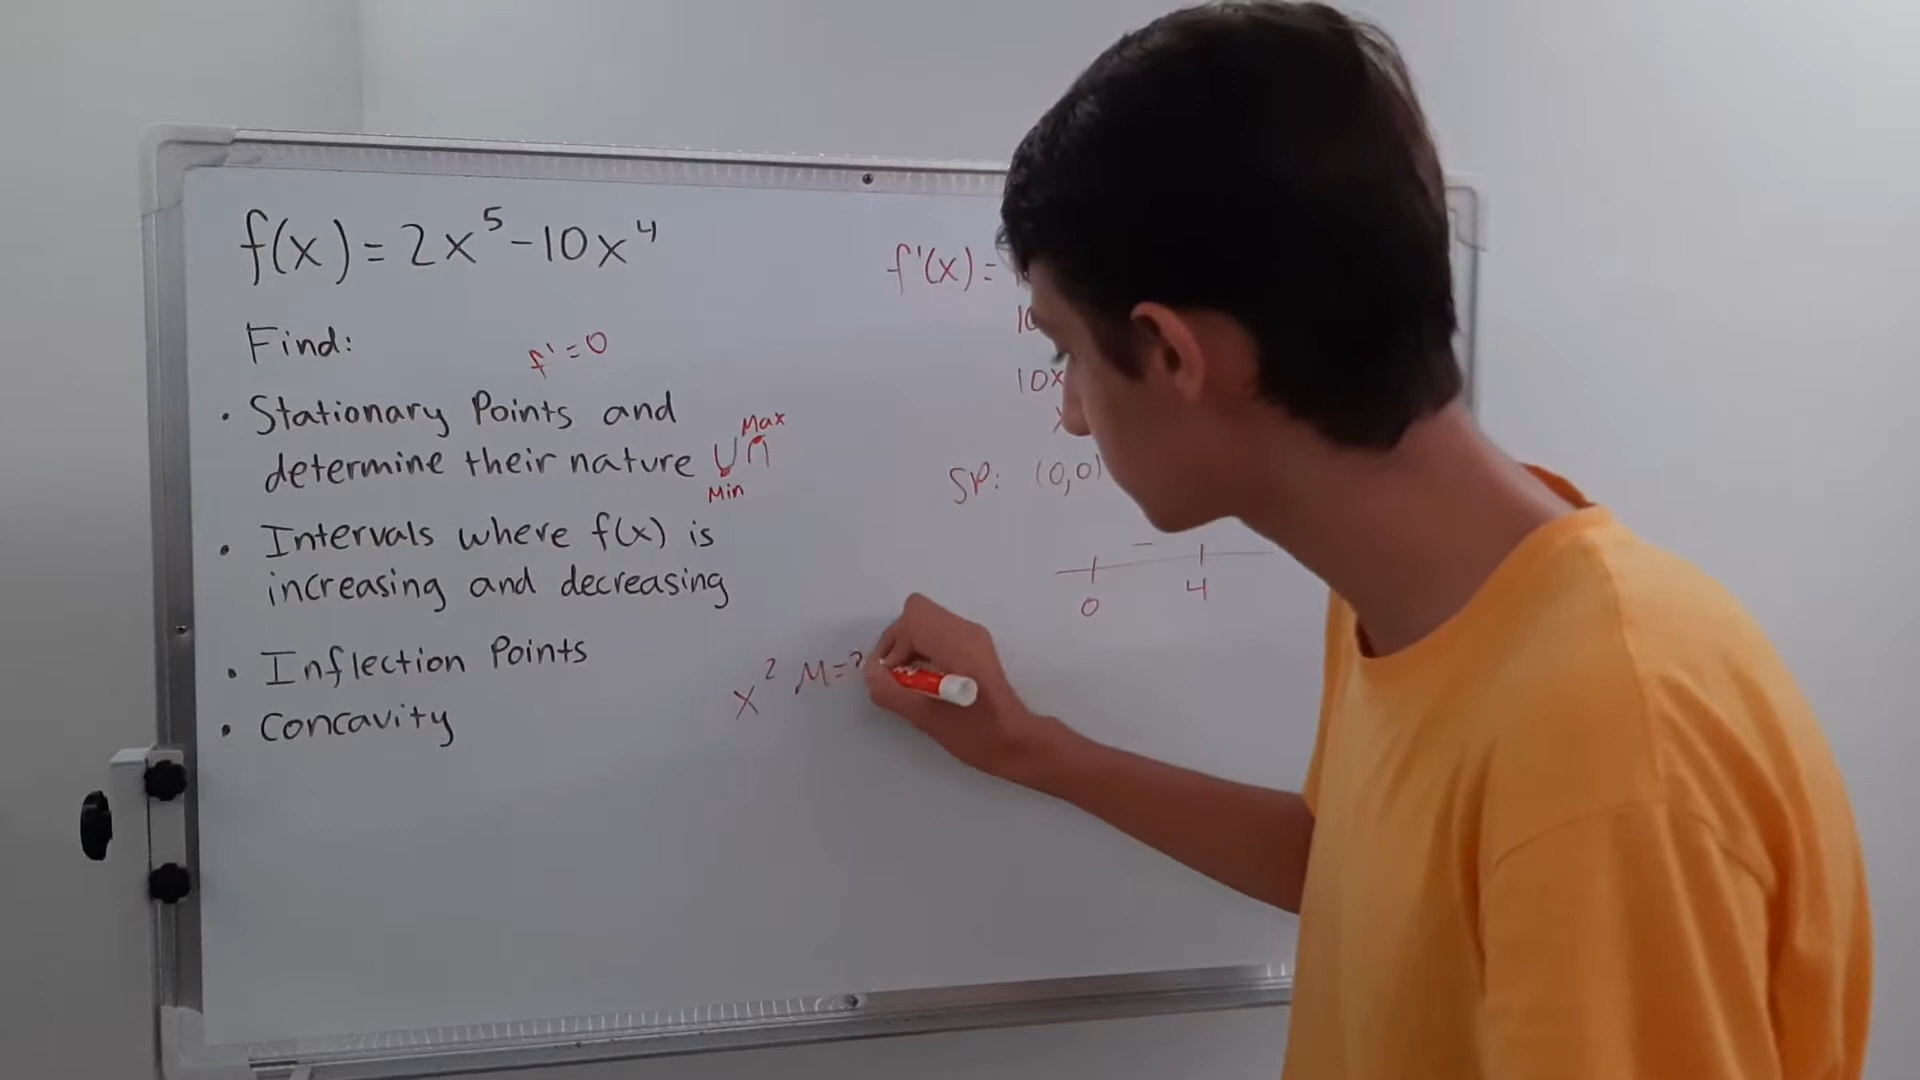 f(x) = 2x⁵ - 10x⁴
Find:
f' = 0
• Stationary Points and
determine their nature
Max
Min
• Intervals where f(x) is
increasing and decreasing
• Inflection Points
• Concavity
f'(x) =
10
10x
SP: (0,0)
−
0 4
x² M=2